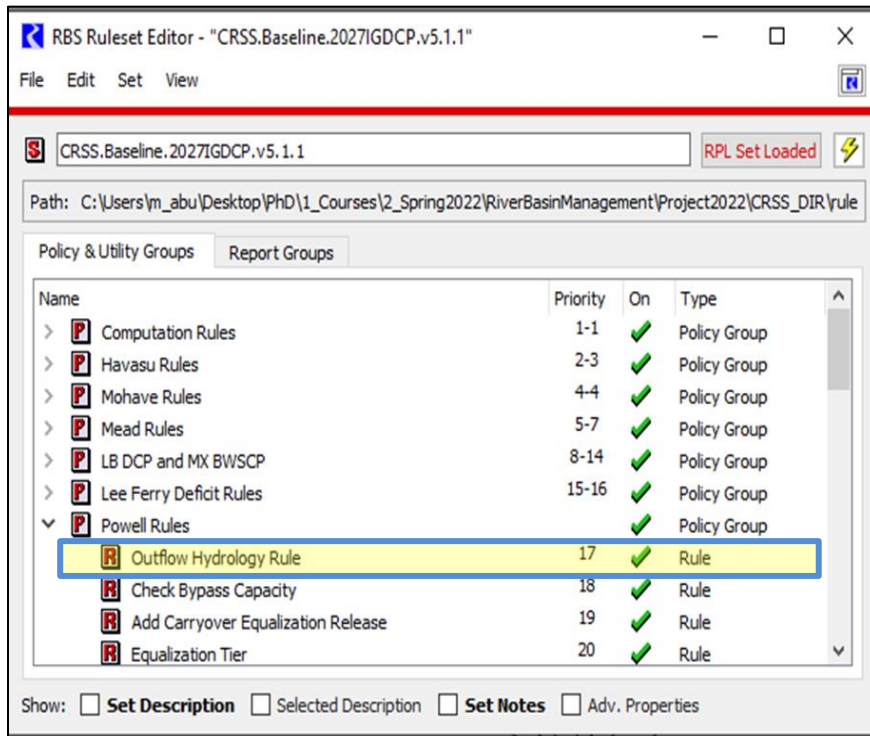 RBS Ruleset Editor - "CRSS.Baseline.2027IGDCP.v5.1.1"
File Edit Set View
S CRSS.Baseline.2027IGDCP.v5.1.1 RPL Set Loaded
Path: C:\Users\m_abu\Desktop\PhD\1_Courses\2_Spring2022\RiverBasinManagement\Project2022\CRSS_DIR\rule
Policy & Utility Groups Report Groups
Name Priority On Type
P Computation Rules 1-1 Policy Group
P Havasu Rules 2-3 Policy Group
P Mohave Rules 4-4 Policy Group
P Mead Rules 5-7 Policy Group
P LB DCP and MX BWSCP 8-14 Policy Group
P Lee Ferry Deficit Rules 15-16 Policy Group
P Powell Rules Policy Group
R Outflow Hydrology Rule 17 Rule
R Check Bypass Capacity 18 Rule
R Add Carryover Equalization Release 19 Rule
R Equalization Tier 20 Rule
Show: Set Description Selected Description Set Notes Adv. Properties